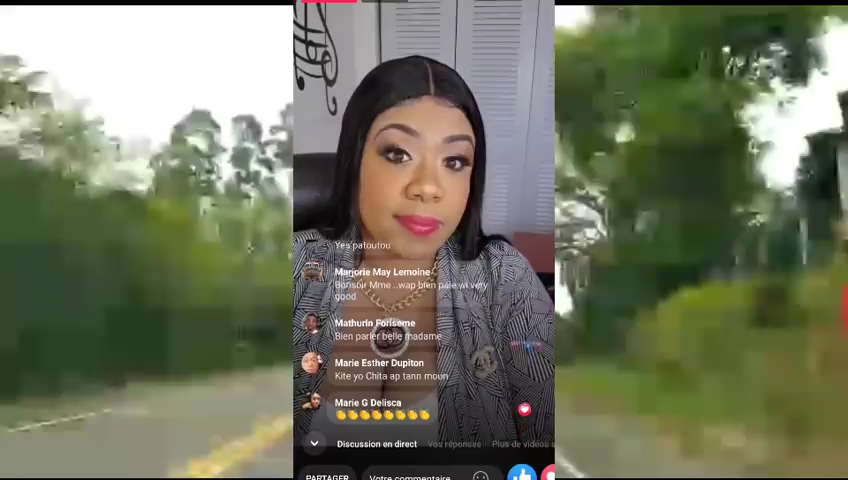 Yes patoutou
Marjorie May Lemoine
Bonsoir Mme ..wap bien pale wi very
good
Mathurin Foriseme
Bien parler belle madame
Marie Esther Dupiton
Kite yo Chita ap tann moun
Marie G Delisca
👏👏👏👏👏👏👏👏
Discussion en direct Vos réponses Plus de vidéos s
PARTAGER Votre commentaire